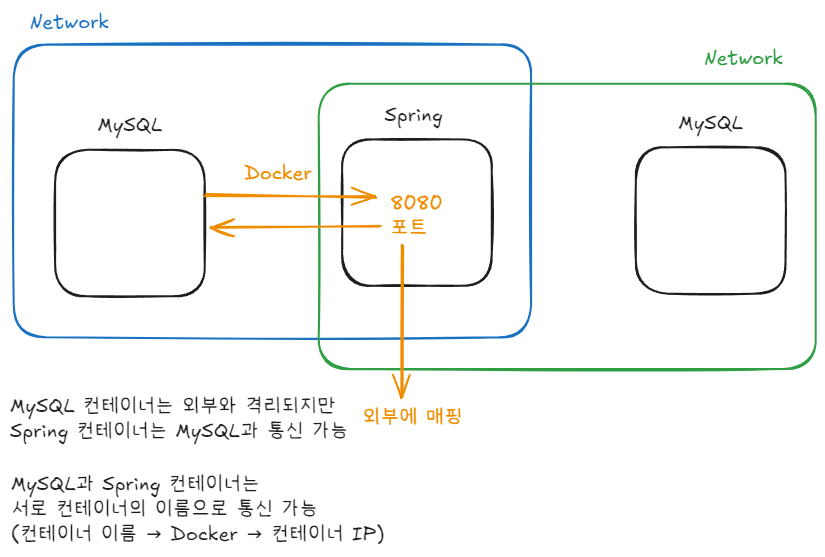 Network
Network
MySQL
Spring
MySQL
Docker
8080
포트
외부에 매핑
MySQL 컨테이너는 외부와 격리되지만
Spring 컨테이너는 MySQL과 통신 가능
MySQL과 Spring 컨테이너는
서로 컨테이너의 이름으로 통신 가능
(컨테이너 이름 → Docker → 컨테이너 IP)